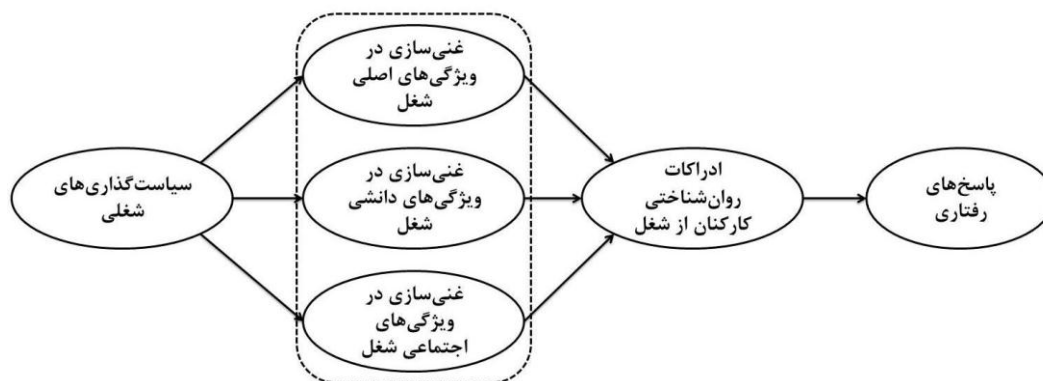 غنی‌سازی در
ویژگی‌های اصلی
شغل
سیاست‌گذاری‌های
شغلی
غنی‌سازی در
ویژگی‌های دانشی
شغل
ادراکات
روان‌شناختی
کارکنان از شغل
پاسخ‌های
رفتاری
غنی‌سازی در
ویژگی‌های
اجتماعی شغل